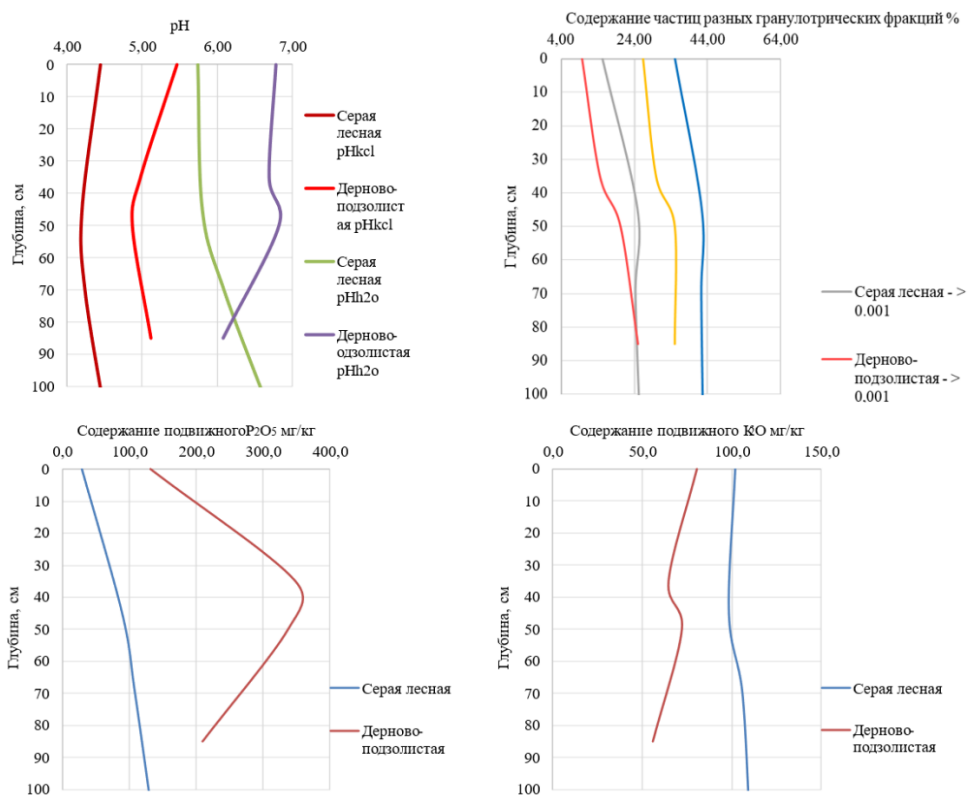 pH
4,00 5,00 6,00 7,00
0
10
20
30
40
50
60
70
80
90
100
Глубина, см
Серая
лесная
pHkcl
Дерново-
подзолист
ая pHkcl
Серая
лесная
pHh2o
Дерново-
одзолистая
pHh2o
Содержание частиц разных гранулотрических фракций %
4,00 24,00 44,00 64,00
0
10
20
30
40
50
60
70
80
90
100
Глубина, см
Серая лесная - >
0.001
Дерново-
подзолистая - >
0.001
Содержание подвижногоP2O5 мг/кг
0,0 100,0 200,0 300,0 400,0
0
10
20
30
40
50
60
70
80
90
100
Глубина, см
Серая лесная
Дерново-
подзолистая
Содержание подвижного K2O мг/кг
0,0 50,0 100,0 150,0
0
10
20
30
40
50
60
70
80
90
100
Глубина, см
Серая лесная
Дерново-
подзолистая